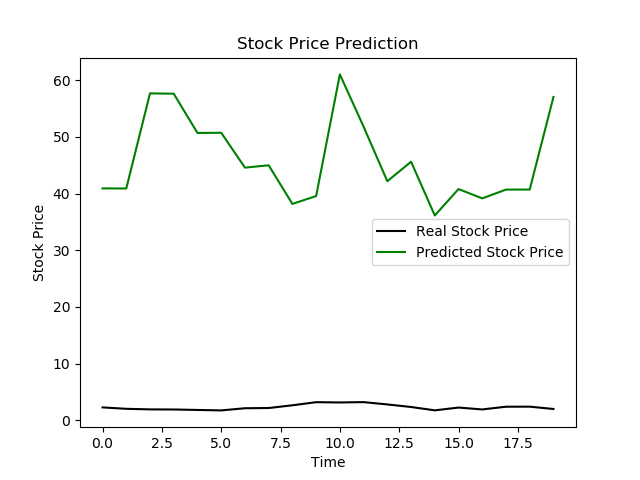 Stock Price Prediction
60
50
40
30
20
10
0
Stock Price
Real Stock Price
Predicted Stock Price
0.0 2.5 5.0 7.5 10.0 12.5 15.0 17.5
Time